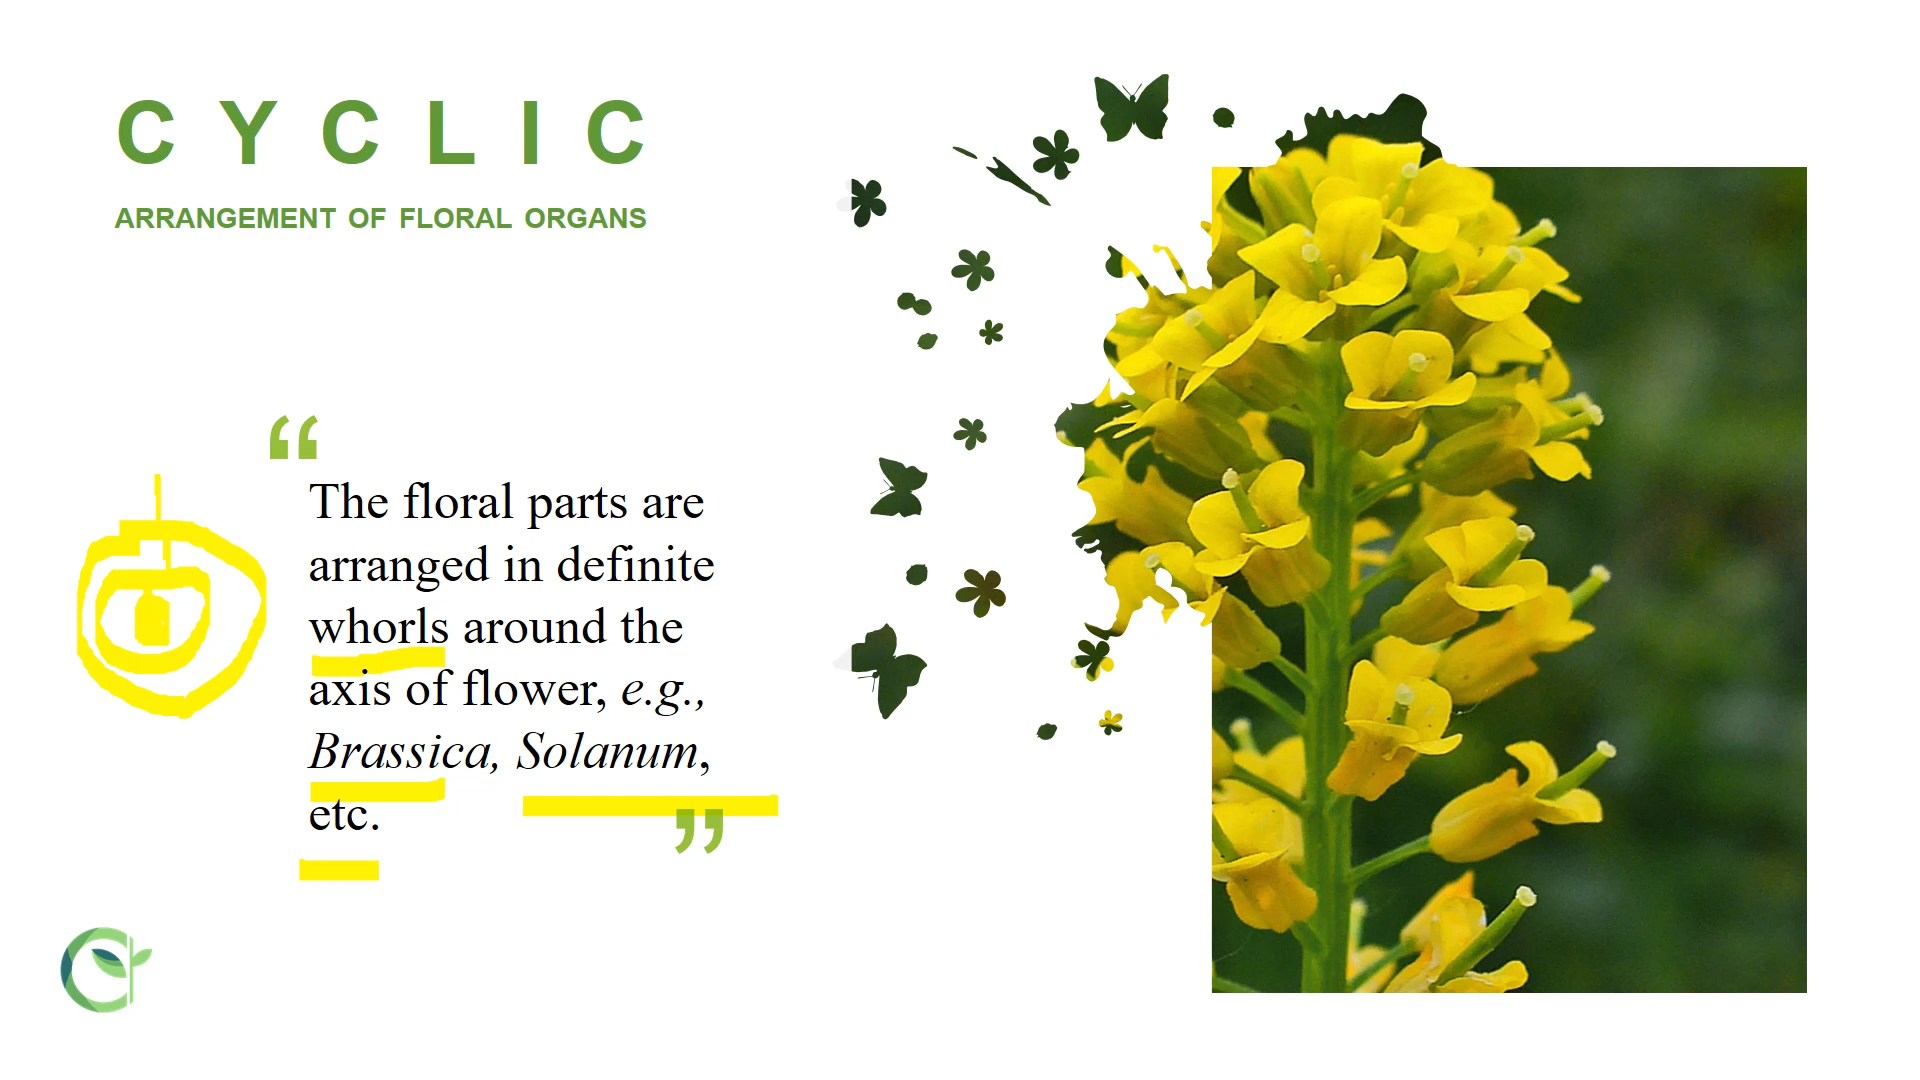 CYCLIC
ARRANGEMENT OF FLORAL ORGANS
“
The floral parts are
arranged in definite
whorls around the
axis of flower, e.g.,
Brassica, Solanum,
etc.
”